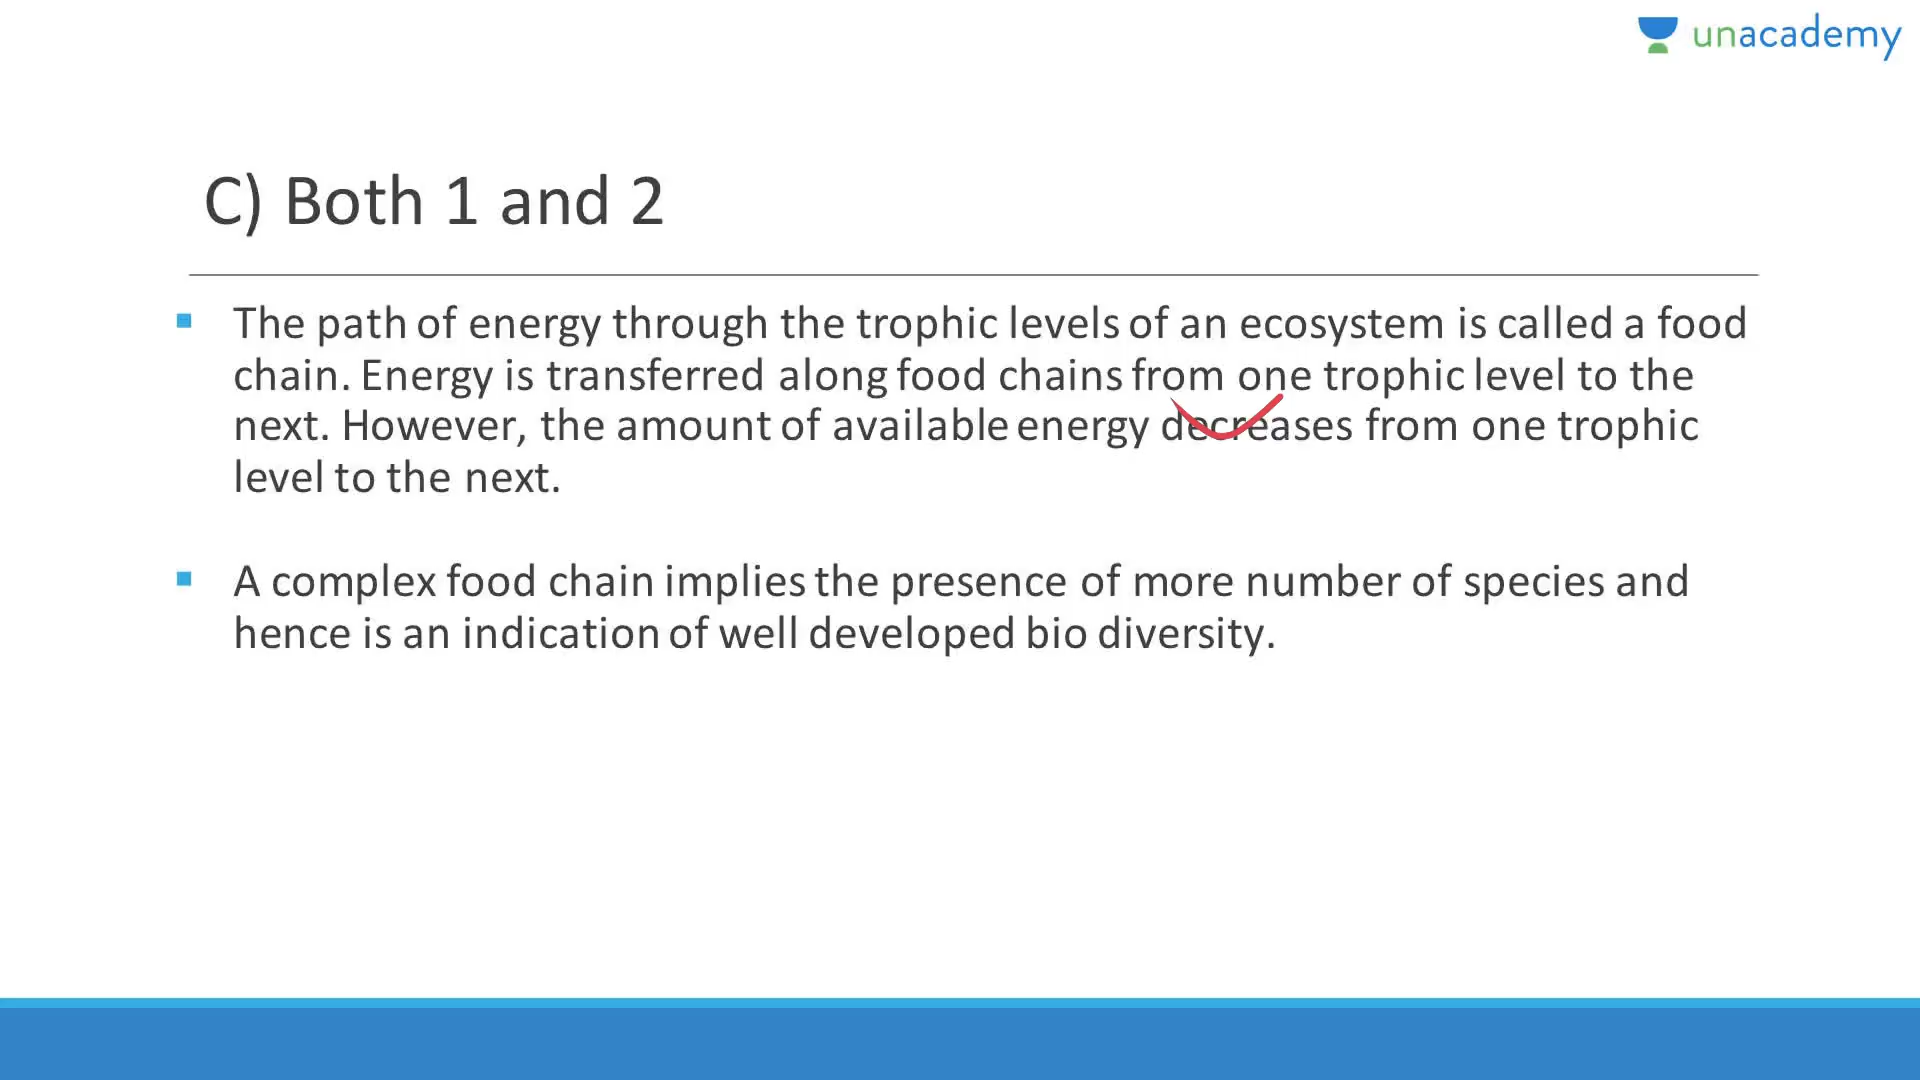 unacademy
C) Both 1 and 2
The path of energy through the trophic levels of an ecosystem is called a food
chain. Energy is transferred along food chains from one trophic level to the
next. However, the amount of available energy decreases from one trophic
level to the next.
A complex food chain implies the presence of more number of species and
hence is an indication of well developed bio diversity.